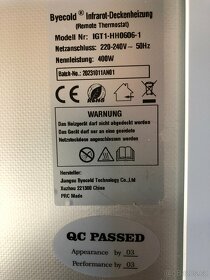 Byecold® Infrarot-Deckenheizung
(Remote Thermostat)
Modell Nr: IGT1-HH0606-1
Netzanschluss: 220-240V~ 50Hz
Nennleistung: 400W
Batch-No.: 20231011AN01
CE
WARNUNG
Das Heizgerät darf nicht abgedeckt werden
Das Gerät darf nur an überwachten
Netzsteckdose angeschlossen werden
Hersteller:
Jiangsu Byecold Technology Co.,Ltd
Xuzhou 221300 China
PRC Made
QC PASSED
Appearance by 03
Performance by 03